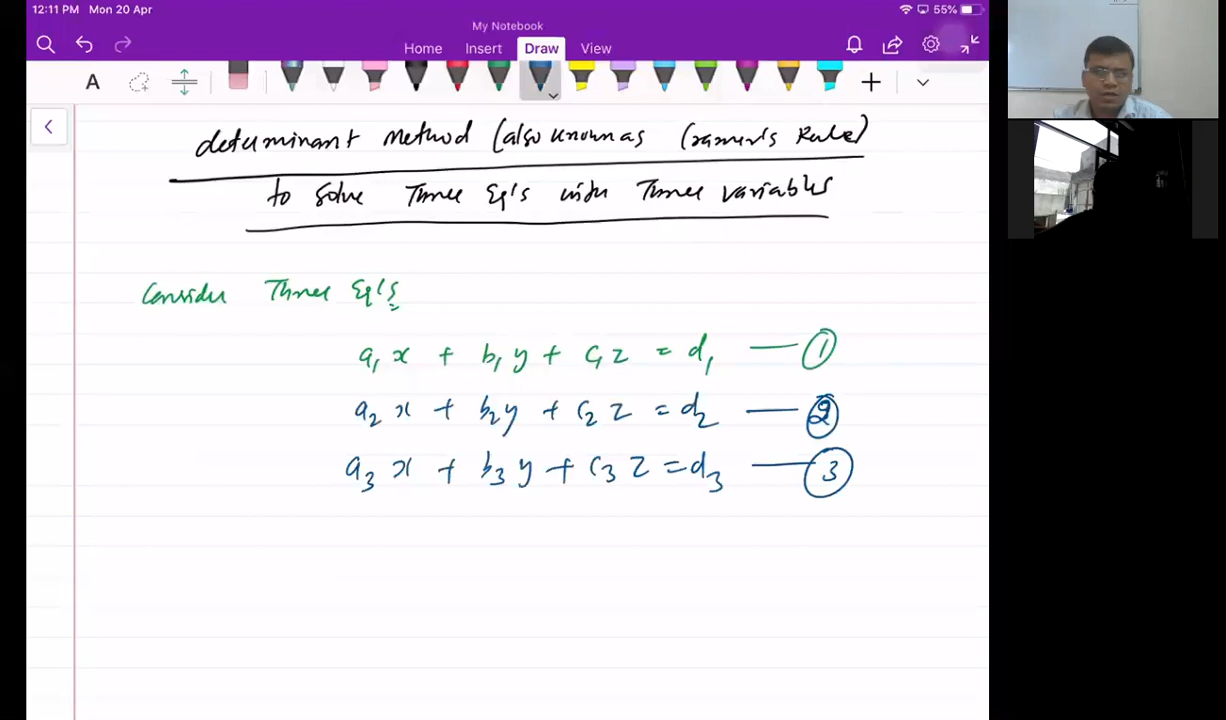 12:11 PM Mon 20 Apr
55%
My Notebook
Home Insert Draw View
A
determinant method (also known as Cramer's Rule)
to solve Three Eq's with Three variables
Consider Three Eq's
a₁x + b₁y + c₁z = d₁ — ①
a₂x + b₂y + c₂z = d₂ — ②
a₃x + b₃y + c₃z = d₃ — ③